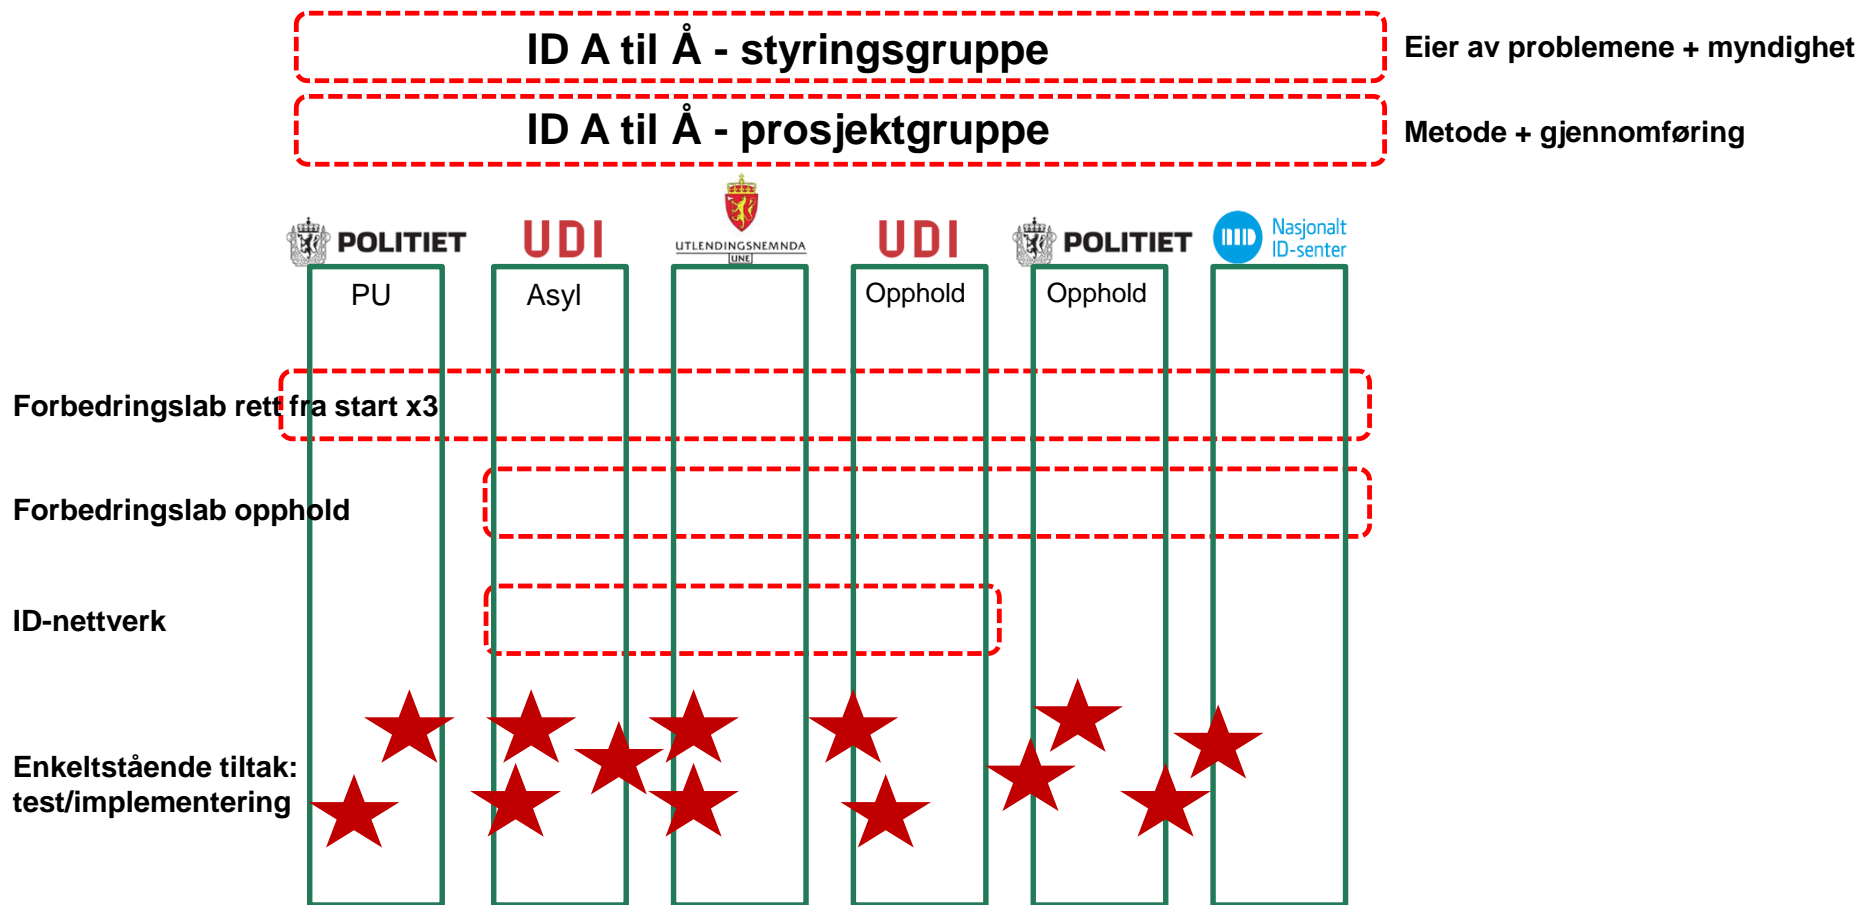 ID A til Å - styringsgruppe
Eier av problemene + myndighet
ID A til Å - prosjektgruppe
Metode + gjennomføring
POLITIET
UDI
UTLENDINGSNEMNDA
UNE
UDI
POLITIET
Nasjonalt
ID-senter
PU
Asyl
Opphold
Opphold
Forbedringslab rett fra start x3
Forbedringslab opphold
ID-nettverk
Enkeltstående tiltak:
test/implementering